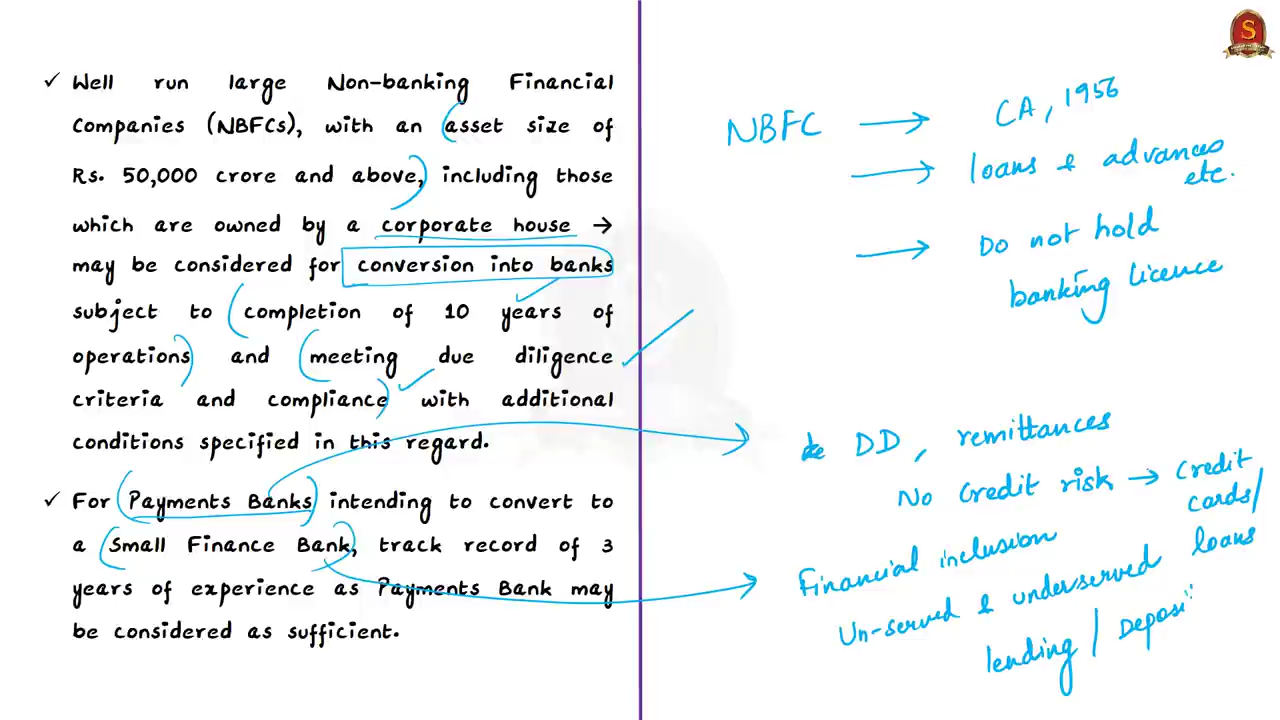 ✓ Well run large Non-banking Financial
Companies (NBFCs), with an asset size of
Rs. 50,000 crore and above, including those
which are owned by a corporate house →
may be considered for conversion into banks
subject to completion of 10 years of
operations and meeting due diligence
criteria and compliance with additional
conditions specified in this regard.
✓ For Payments Banks intending to convert to
a Small Finance Bank, track record of 3
years of experience as Payments Bank may
be considered as sufficient.
NBFC → CA, 1956
→ loans & advances
etc.
→ Do not hold
banking licence
DD, remittances
No Credit risk → Credit
cards/
loans
Financial inclusion
Un-served & underserved
lending / Deposi
S